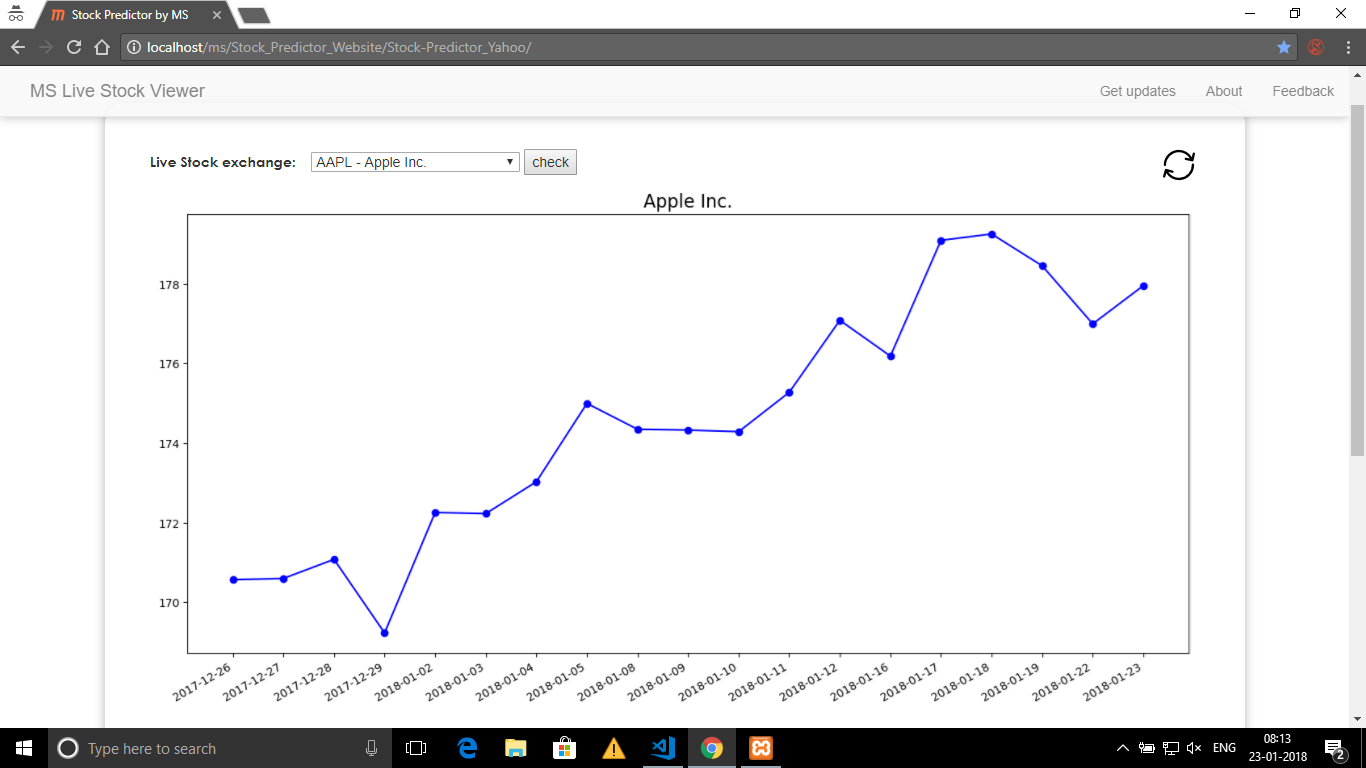 Stock Predictor by MS
localhost/ms/Stock_Predictor_Website/Stock-Predictor_Yahoo/
MS Live Stock Viewer Get updates About Feedback
Live Stock exchange: AAPL - Apple Inc. check
Apple Inc.
178
176
174
172
170
2017-12-26 2017-12-27 2017-12-28 2017-12-29 2018-01-02 2018-01-03 2018-01-04 2018-01-05 2018-01-08 2018-01-09 2018-01-10 2018-01-11 2018-01-12 2018-01-16 2018-01-17 2018-01-18 2018-01-19 2018-01-22 2018-01-23
Type here to search ENG 08:13
23-01-2018 2